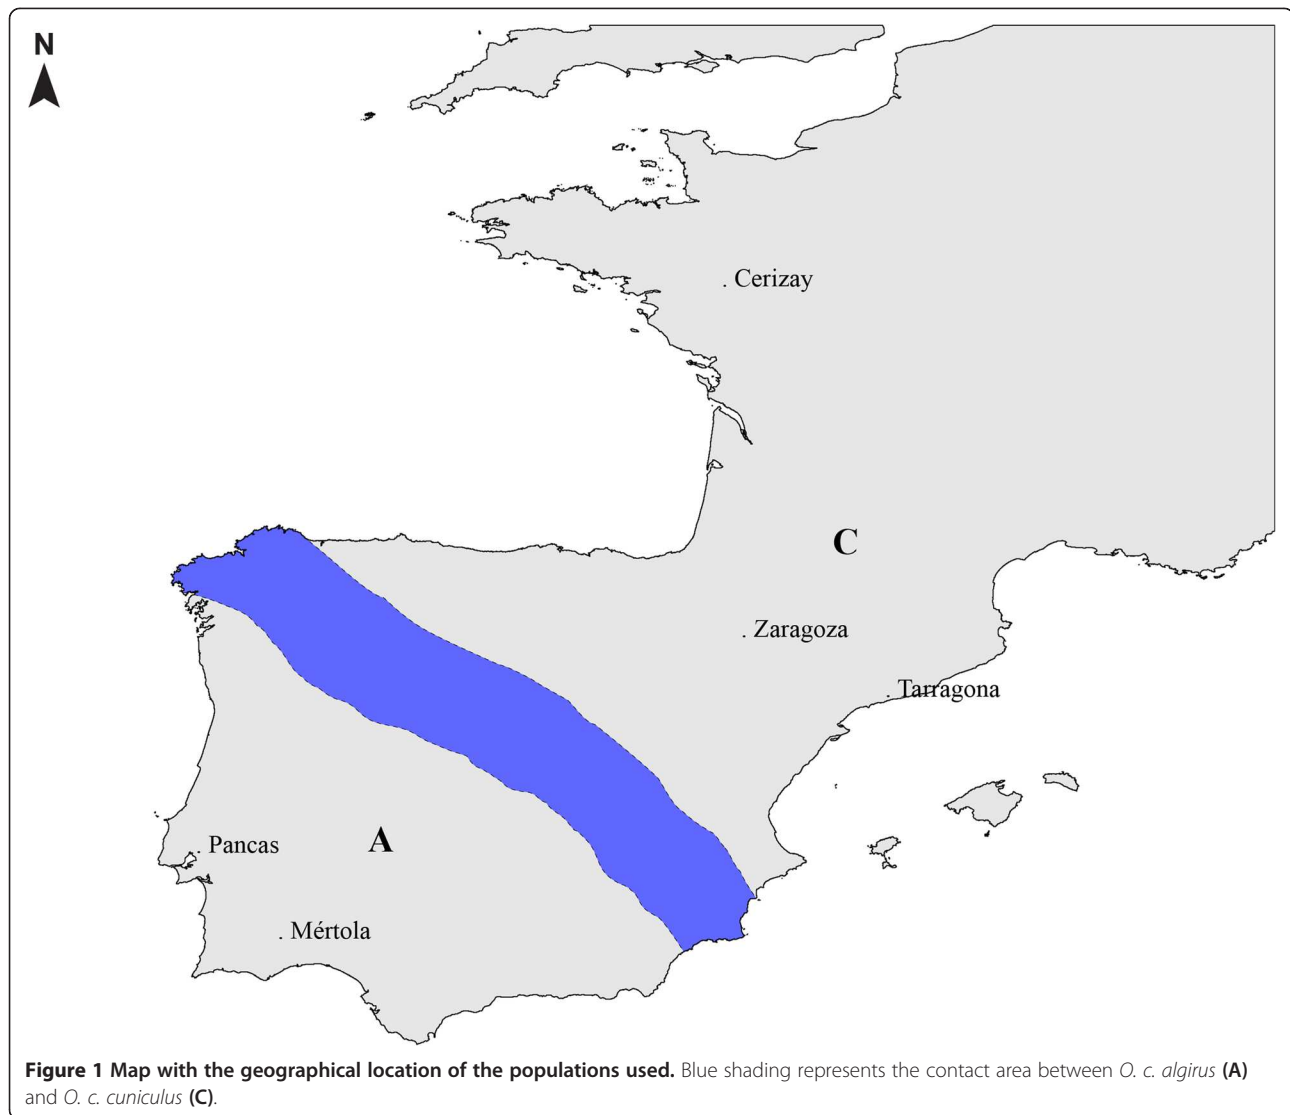 N
. Cerizay
C
. Zaragoza
. Tarragona
. Pancas
A
. Mértola
Figure 1 Map with the geographical location of the populations used. Blue shading represents the contact area between O. c. algirus (A)
and O. c. cuniculus (C).